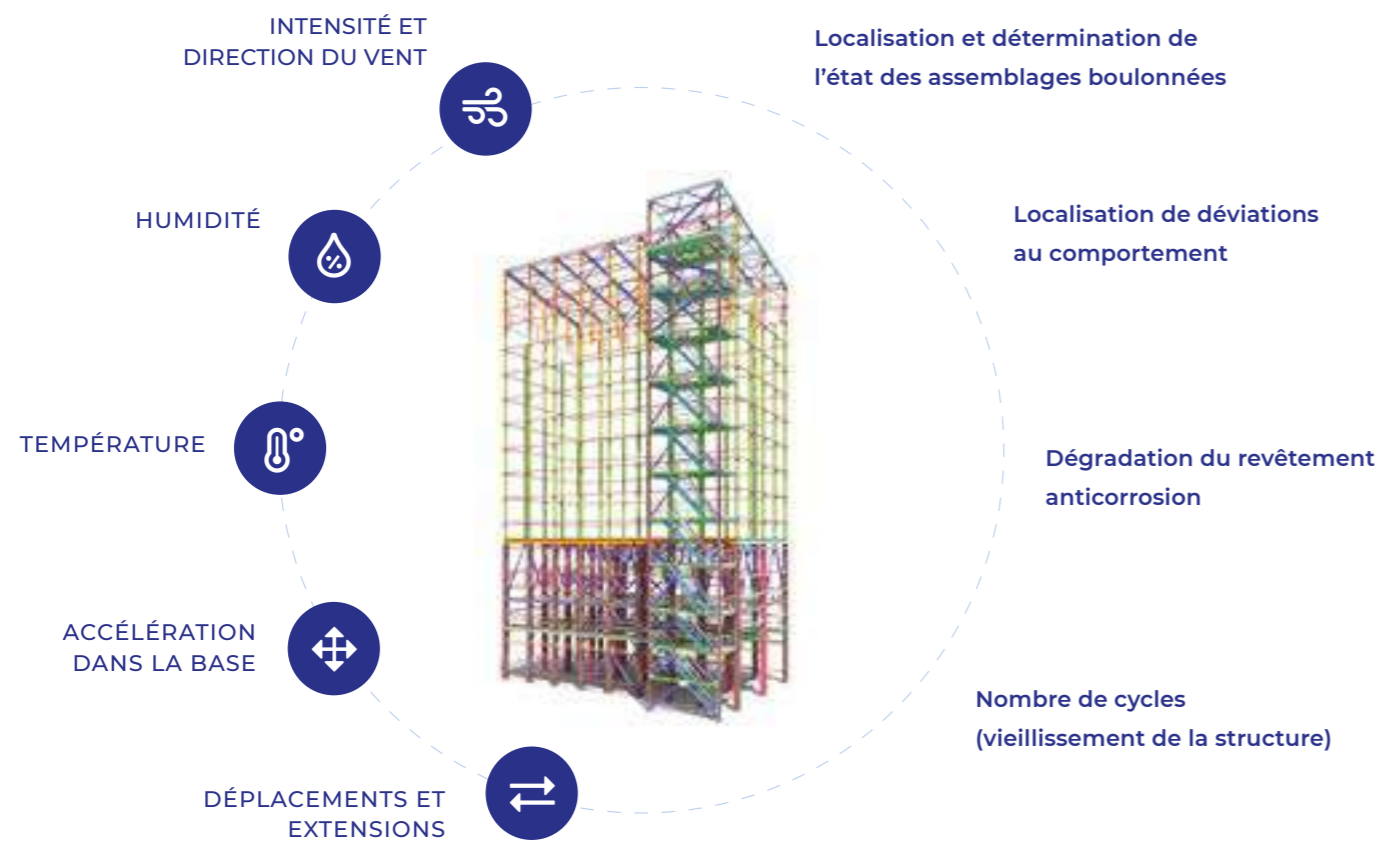 INTENSITÉ ET
DIRECTION DU VENT
HUMIDITÉ
TEMPÉRATURE
ACCÉLÉRATION
DANS LA BASE
DÉPLACEMENTS ET
EXTENSIONS
Localisation et détermination de
l’état des assemblages boulonnées
Localisation de déviations
au comportement
Dégradation du revêtement
anticorrosion
Nombre de cycles
(vieillissement de la structure)